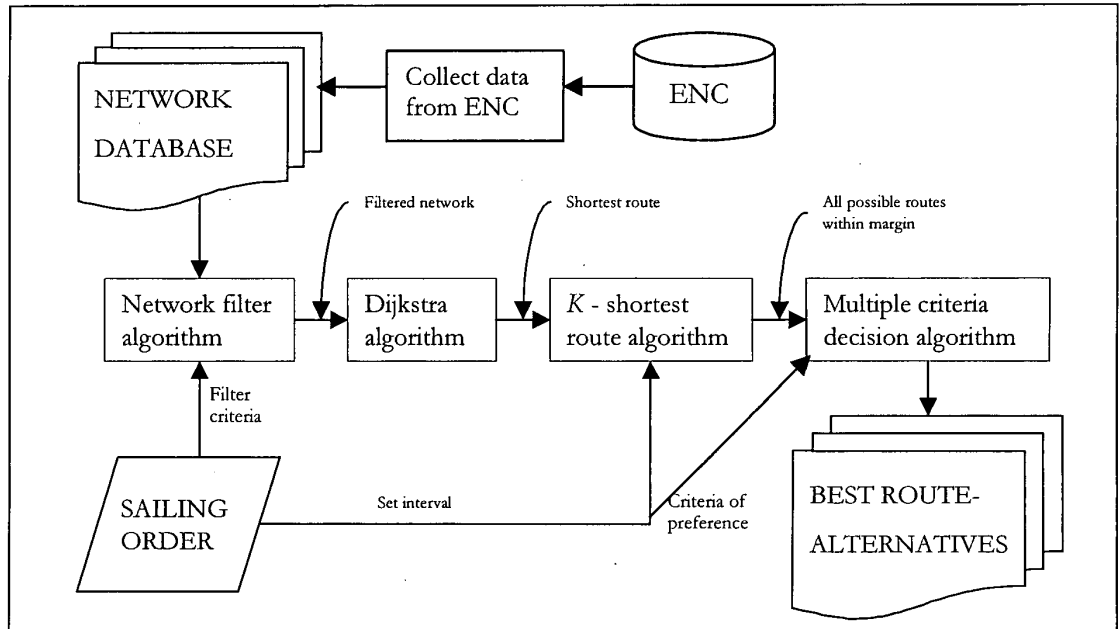 NETWORK
DATABASE
Collect data
from ENC
ENC
Filtered network
Shortest route
All possible routes
within margin
Network filter
algorithm
Dijkstra
algorithm
K - shortest
route algorithm
Multiple criteria
decision algorithm
Filter
criteria
SAILING
ORDER
Set interval
Criteria of
preference
BEST ROUTE-
ALTERNATIVES